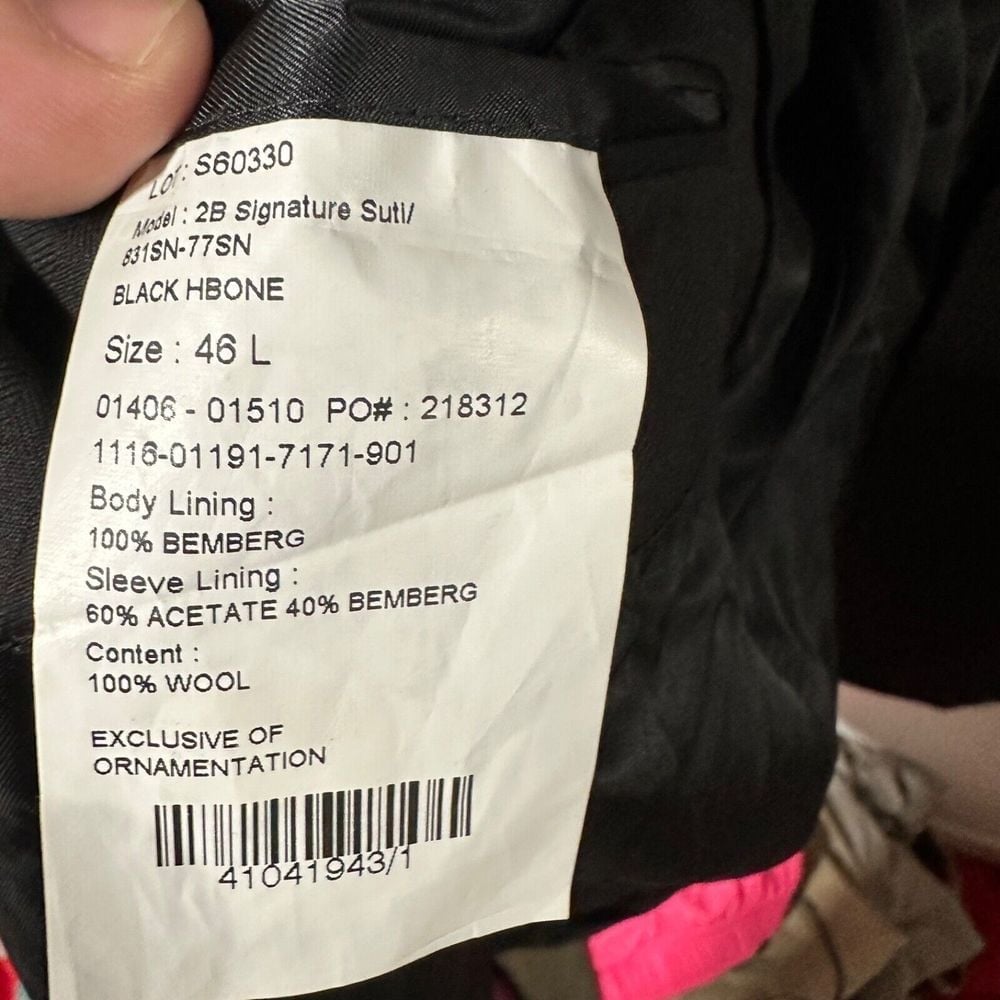 LOT: S60330
Model : 2B Signature Suti/
831SN-77SN
BLACK HBONE
Size : 46 L
01406 - 01510 PO# : 218312
1116-01191-7171-901
Body Lining :
100% BEMBERG
Sleeve Lining :
60% ACETATE 40% BEMBERG
Content :
100% WOOL
EXCLUSIVE OF
ORNAMENTATION
41041943/1